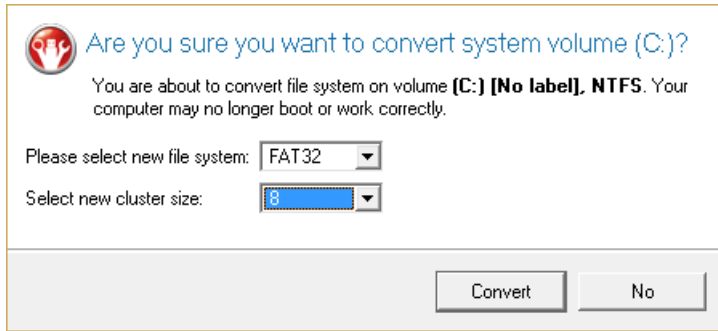 Are you sure you want to convert system volume (C:)?
You are about to convert file system on volume (C:) [No label], NTFS. Your
computer may no longer boot or work correctly.
Please select new file system: FAT32
Select new cluster size: 8
Convert No